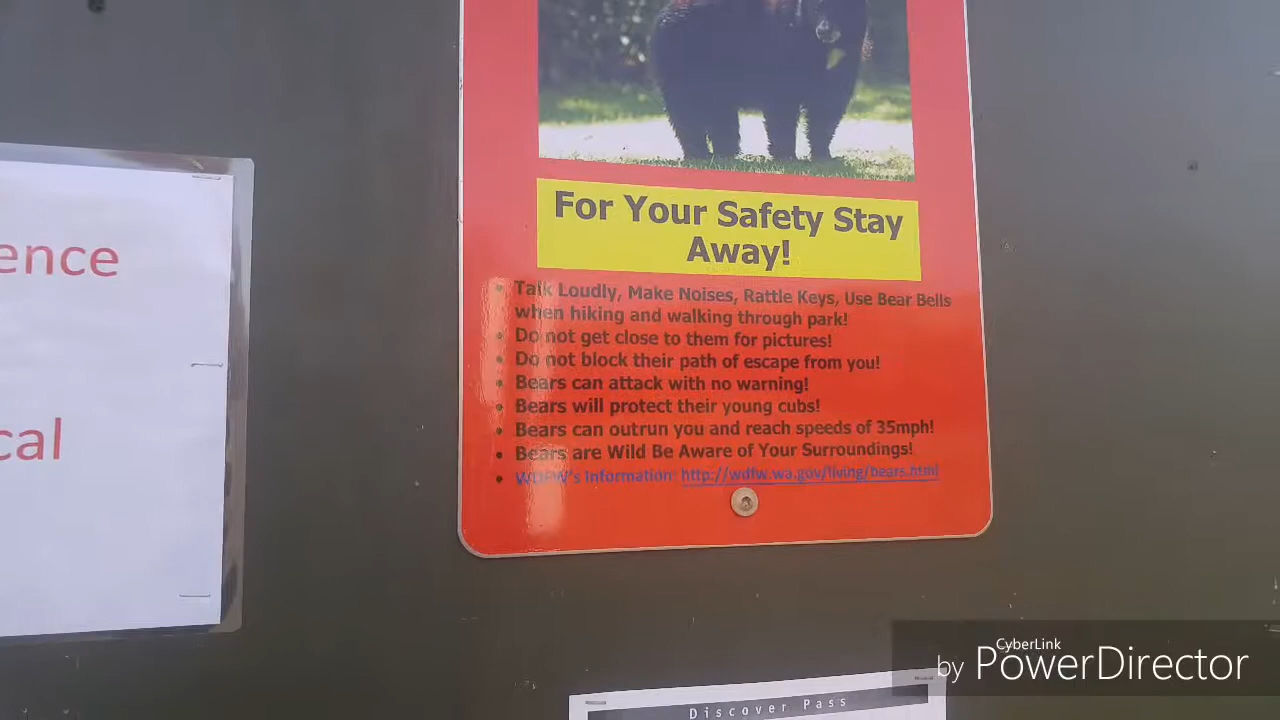 ence
cal
For Your Safety Stay
Away!
• Talk Loudly, Make Noises, Rattle Keys, Use Bear Bells
when hiking and walking through park!
• Do not get close to them for pictures!
• Do not block their path of escape from you!
• Bears can attack with no warning!
• Bears will protect their young cubs!
• Bears can outrun you and reach speeds of 35mph!
• Bears are Wild Be Aware of Your Surroundings!
• WDFW's Information: http://wdfw.wa.gov/living/bears.html
Discover Pass
CyberLink
by PowerDirector